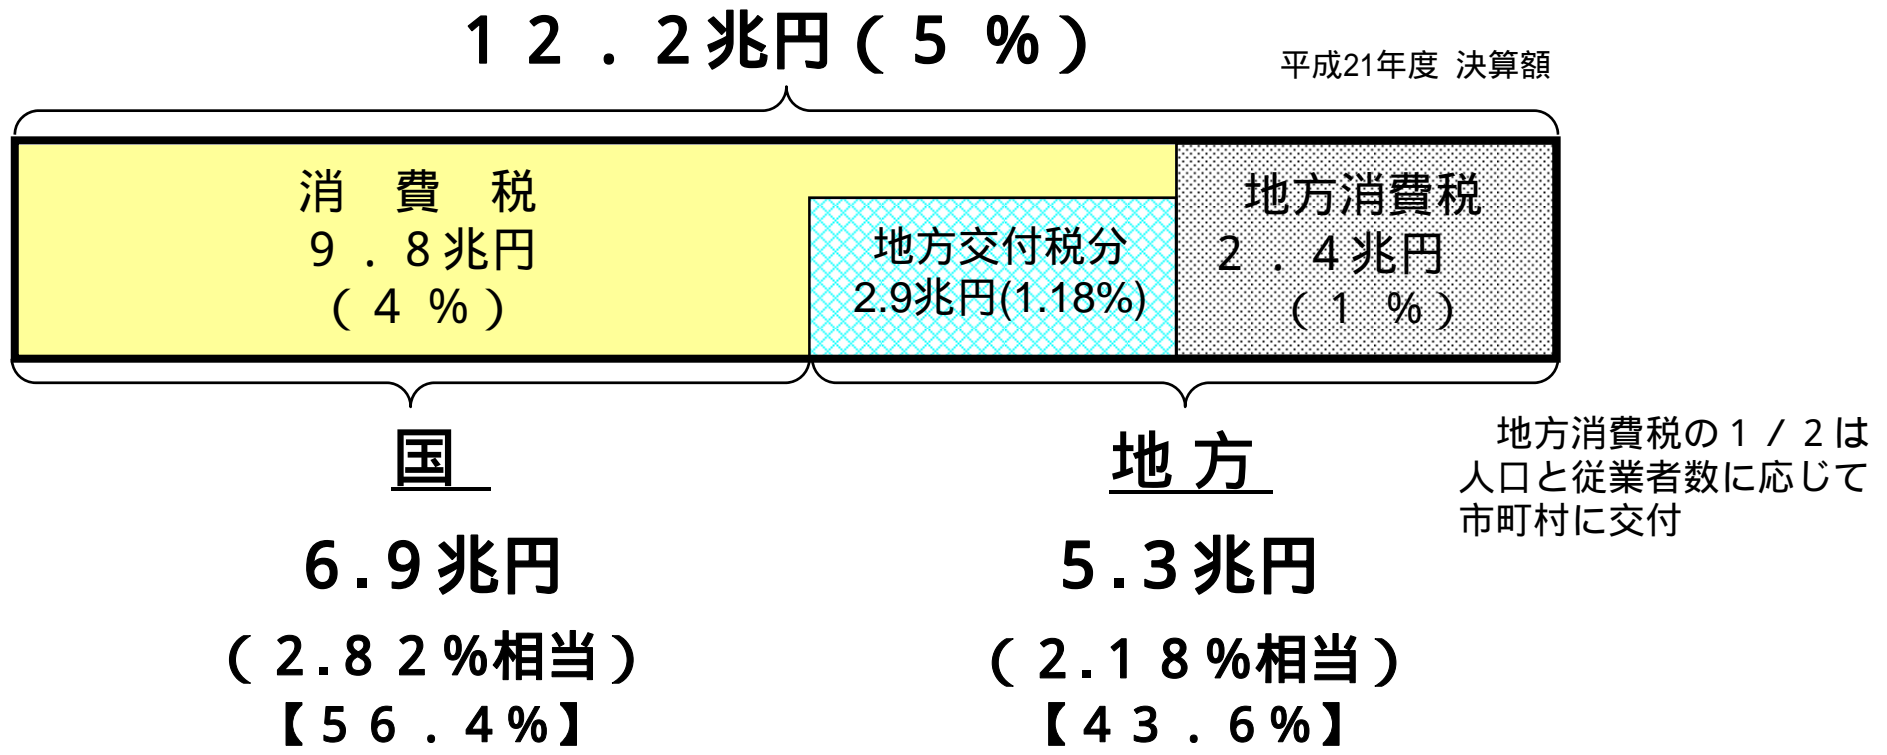 １２．２兆円（５％）
平成21年度 決算額
消 費 税
９．８兆円
（４％）
地方交付税分
2.9兆円(1.18%)
地方消費税
２．４兆円
（１％）
国
６.９兆円
（２.８２％相当）
【５６．４％】
地 方
５.３兆円
（２.１８％相当）
【４３．６％】
地方消費税の１／２は
人口と従業者数に応じて
市町村に交付